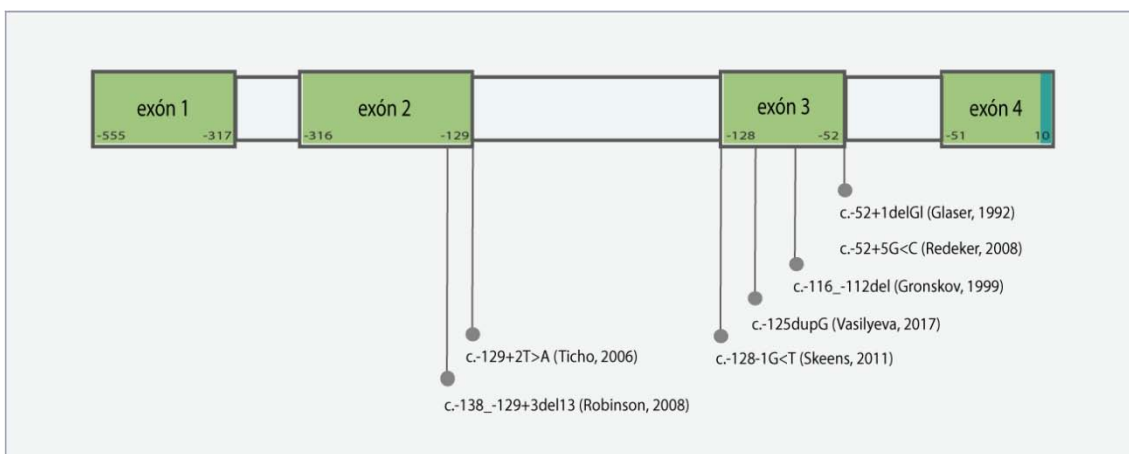 exón 1
exón 2
exón 3
exón 4
-555
-317
-316
-129
-128
-52
-51
10
c.-52+1delGl (Glaser, 1992)
c.-52+5G<C (Redeker, 2008)
c.-116_-112del (Gronskov, 1999)
c.-125dupG (Vasilyeva, 2017)
c.-129+2T>A (Ticho, 2006)
c.-128-1G<T (Skeens, 2011)
c.-138_-129+3del13 (Robinson, 2008)